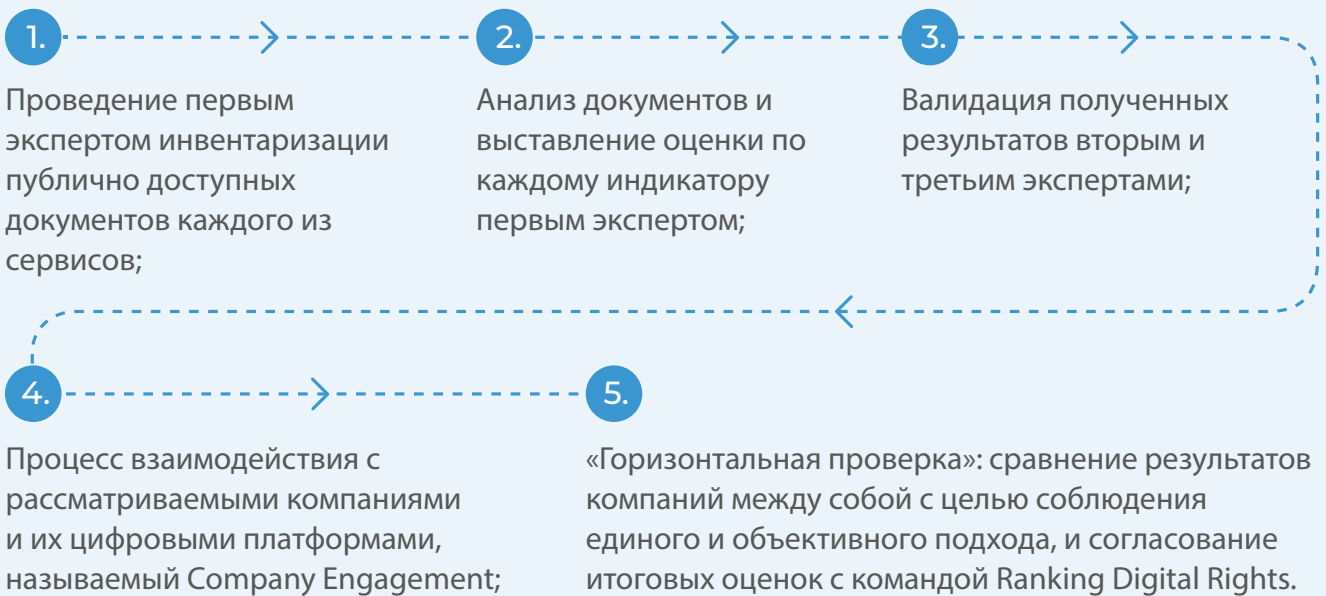 1.
Проведение первым
экспертом инвентаризации
публично доступных
документов каждого из
сервисов;
2.
Анализ документов и
выставление оценки по
каждому индикатору
первым экспертом;
3.
Валидация полученных
результатов вторым и
третьим экспертами;
4.
Процесс взаимодействия с
рассматриваемыми компаниями
и их цифровыми платформами,
называемый Company Engagement;
5.
«Горизонтальная проверка»: сравнение результатов
компаний между собой с целью соблюдения
единого и объективного подхода, и согласование
итоговых оценок с командой Ranking Digital Rights.